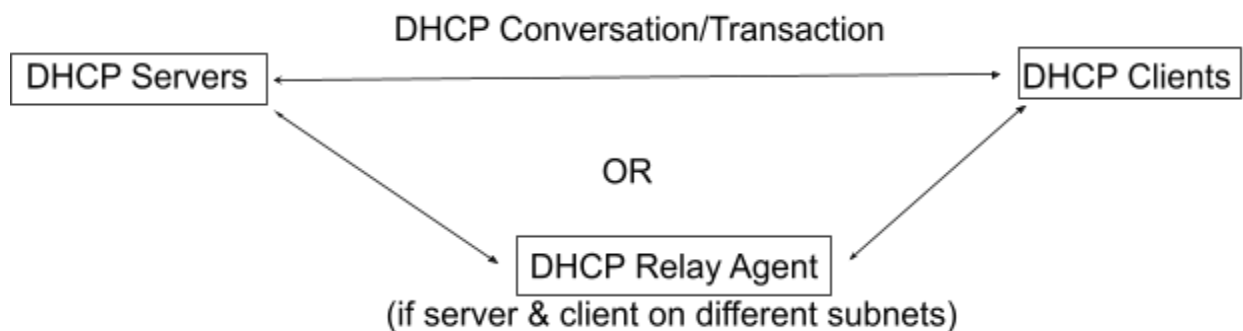 DHCP Conversation/Transaction
DHCP Servers
DHCP Clients
OR
DHCP Relay Agent
(if server & client on different subnets)